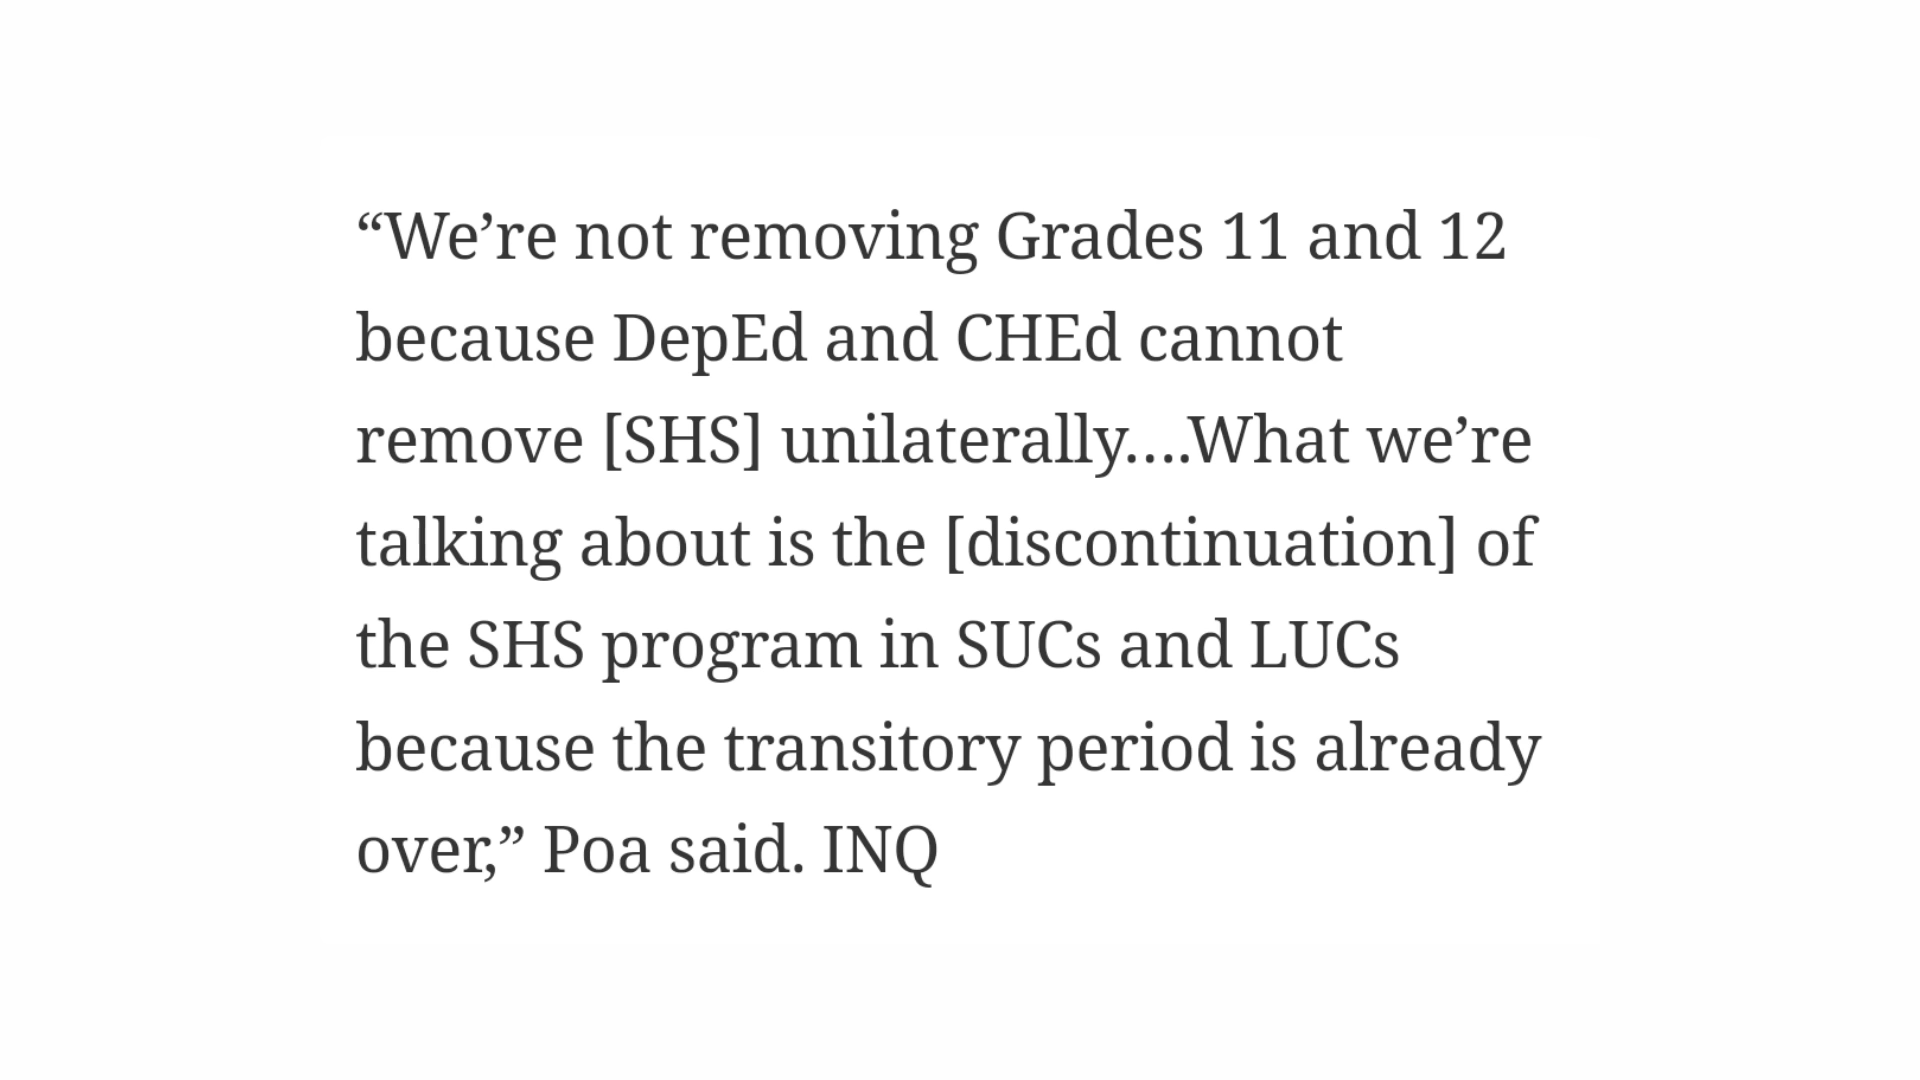 “We’re not removing Grades 11 and 12
because DepEd and CHEd cannot
remove [SHS] unilaterally….What we’re
talking about is the [discontinuation] of
the SHS program in SUCs and LUCs
because the transitory period is already
over,” Poa said. INQ